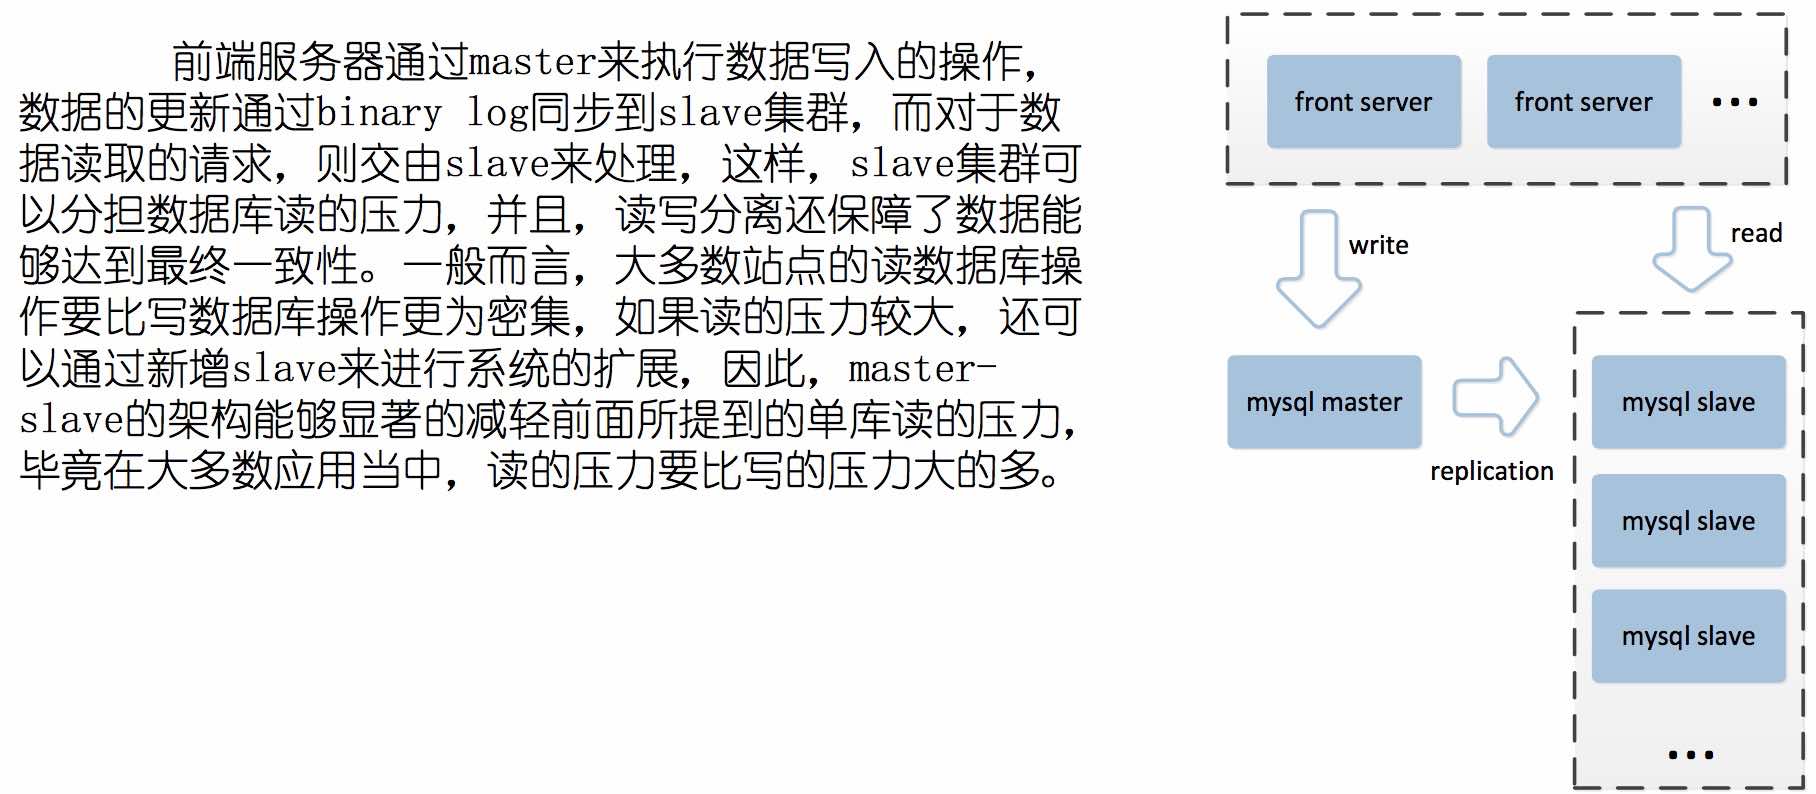 前端服务器通过master来执行数据写入的操作，
数据的更新通过binary log同步到slave集群，而对于数
据读取的请求，则交由slave来处理，这样，slave集群可
以分担数据库读的压力，并且，读写分离还保障了数据能
够达到最终一致性。一般而言，大多数站点的读数据库操
作要比写数据库操作更为密集，如果读的压力较大，还可
以通过新增slave来进行系统的扩展，因此，master-
slave的架构能够显著的减轻前面所提到的单库读的压力，
毕竟在大多数应用当中，读的压力要比写的压力大的多。
front server
front server
...
write
read
mysql master
replication
mysql slave
mysql slave
mysql slave
...